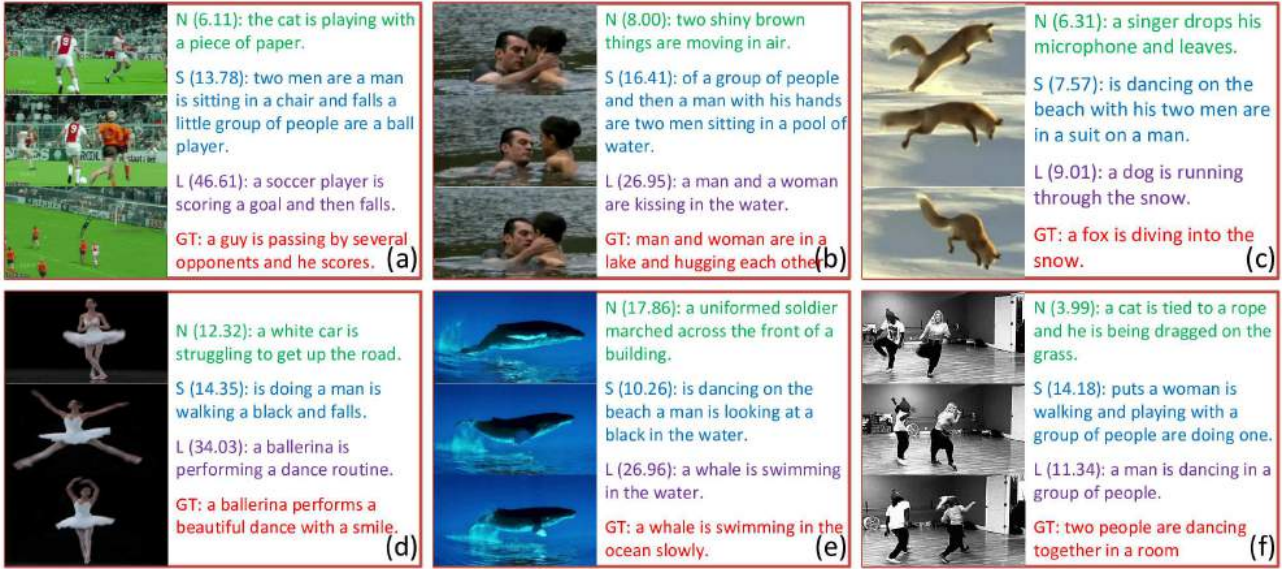 N (6.11): the cat is playing with
a piece of paper.
S (13.78): two men are a man
is sitting in a chair and falls a
little group of people are a ball
player.
L (46.61): a soccer player is
scoring a goal and then falls.
GT: a guy is passing by several
opponents and he scores.
(a)
N (8.00): two shiny brown
things are moving in air.
S (16.41): of a group of people
and then a man with his hands
are two men sitting in a pool of
water.
L (26.95): a man and a woman
are kissing in the water.
GT: man and woman are in a
lake and hugging each other
(b)
N (6.31): a singer drops his
microphone and leaves.
S (7.57): is dancing on the
beach with his two men are
in a suit on a man.
L (9.01): a dog is running
through the snow.
GT: a fox is diving into the
snow.
(c)
N (12.32): a white car is
struggling to get up the road.
S (14.35): is doing a man is
walking a black and falls.
L (34.03): a ballerina is
performing a dance routine.
GT: a ballerina performs a
beautiful dance with a smile.
(d)
N (17.86): a uniformed soldier
marched across the front of a
building.
S (10.26): is dancing on the
beach a man is looking at a
black in the water.
L (26.96): a whale is swimming
in the water.
GT: a whale is swimming in the
ocean slowly.
(e)
N (3.99): a cat is tied to a rope
and he is being dragged on the
grass.
S (14.18): puts a woman is
walking and playing with a
group of people are doing one.
L (11.34): a man is dancing in a
group of people.
GT: two people are dancing
together in a room
(f)